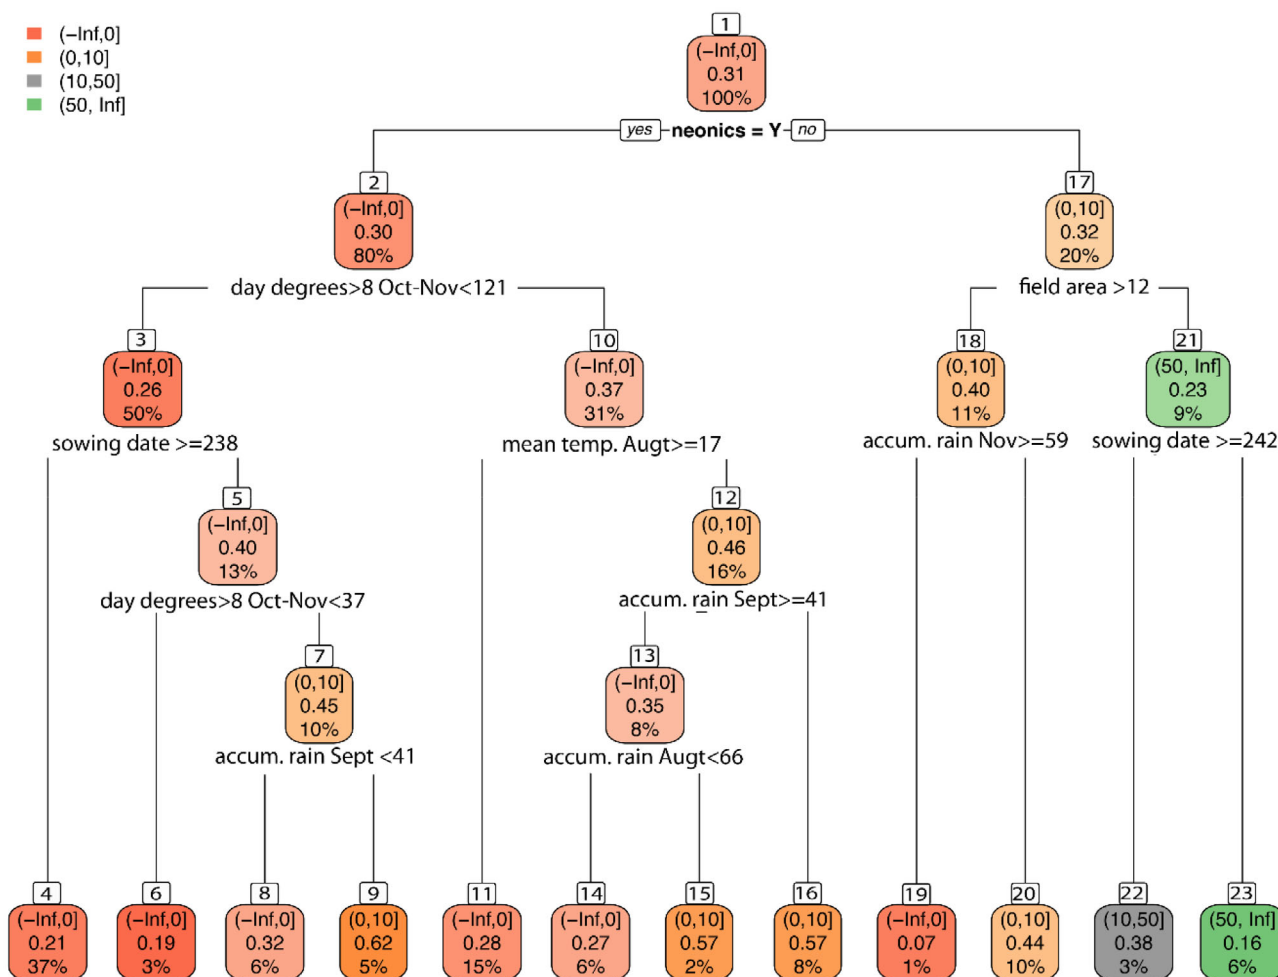 (−Inf,0]
(0,10]
(10,50]
(50, Inf]
1
(−Inf,0]
0.31
100%
yes neonics = Y no
2
(−Inf,0]
0.30
80%
17
(0,10]
0.32
20%
day degrees>8 Oct-Nov<121
field area >12
3
(−Inf,0]
0.26
50%
10
(−Inf,0]
0.37
31%
18
(0,10]
0.40
11%
21
(50, Inf]
0.23
9%
sowing date >=238
mean temp. Augt>=17
accum. rain Nov>=59
sowing date >=242
5
(−Inf,0]
0.40
13%
12
(0,10]
0.46
16%
day degrees>8 Oct-Nov<37
accum. rain Sept>=41
7
(0,10]
0.45
10%
13
(−Inf,0]
0.35
8%
accum. rain Sept <41
accum. rain Augt<66
4
(−Inf,0]
0.21
37%
6
(−Inf,0]
0.19
3%
8
(−Inf,0]
0.32
6%
9
(0,10]
0.62
5%
11
(−Inf,0]
0.28
15%
14
(−Inf,0]
0.27
6%
15
(0,10]
0.57
2%
16
(0,10]
0.57
8%
19
(−Inf,0]
0.07
1%
20
(0,10]
0.44
10%
22
(10,50]
0.38
3%
23
(50, Inf]
0.16
6%